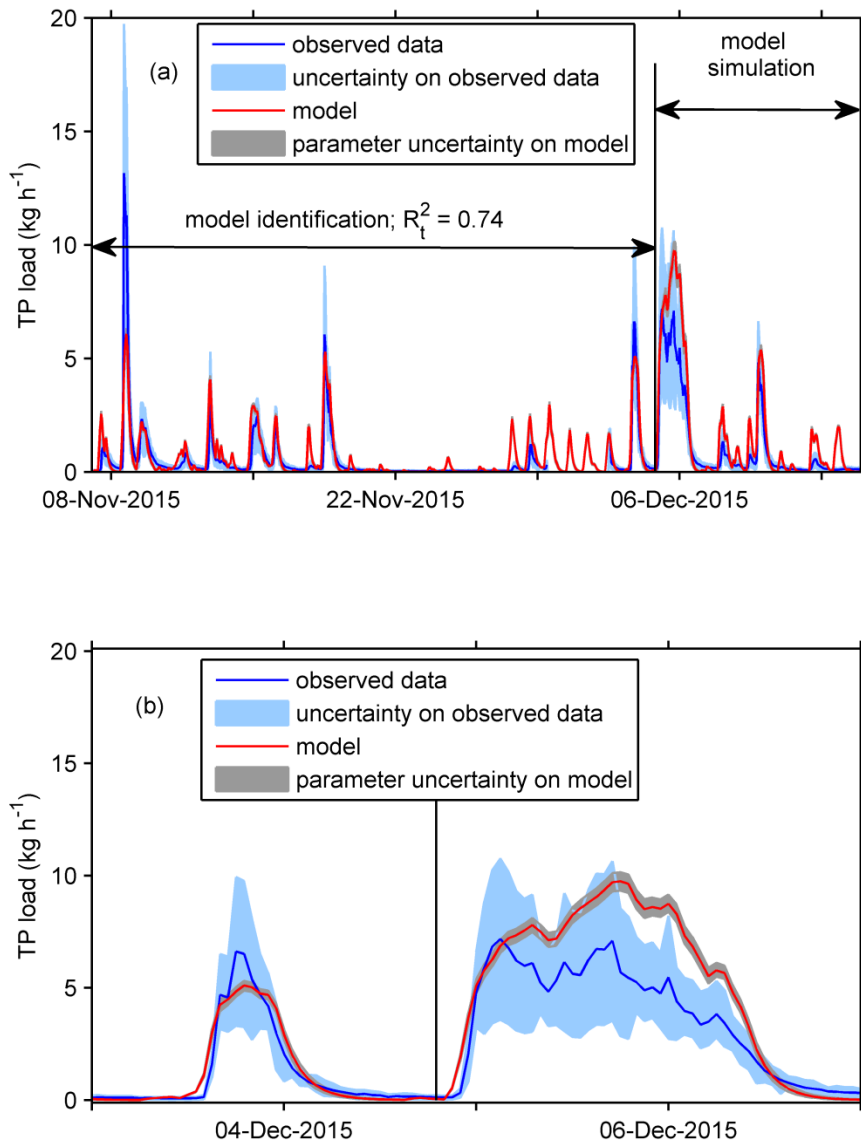 20
15
10
5
0
TP load (kg h⁻¹)
(a)
observed data
uncertainty on observed data
model
parameter uncertainty on model
model
simulation
model identification; R²ₜ = 0.74
08-Nov-2015
22-Nov-2015
06-Dec-2015
20
15
10
5
0
TP load (kg h⁻¹)
(b)
observed data
uncertainty on observed data
model
parameter uncertainty on model
04-Dec-2015
06-Dec-2015